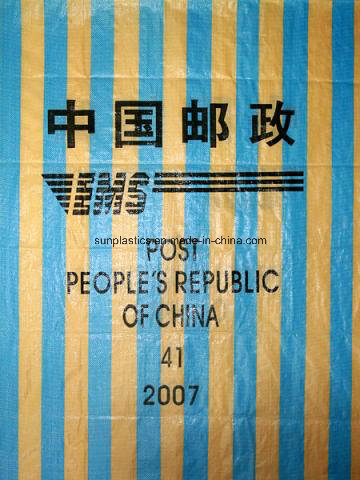 中国邮政
EMS
sunplastics.en.made-in-china.com
POST
PEOPLE'S REPUBLIC
OF CHINA
41
2007